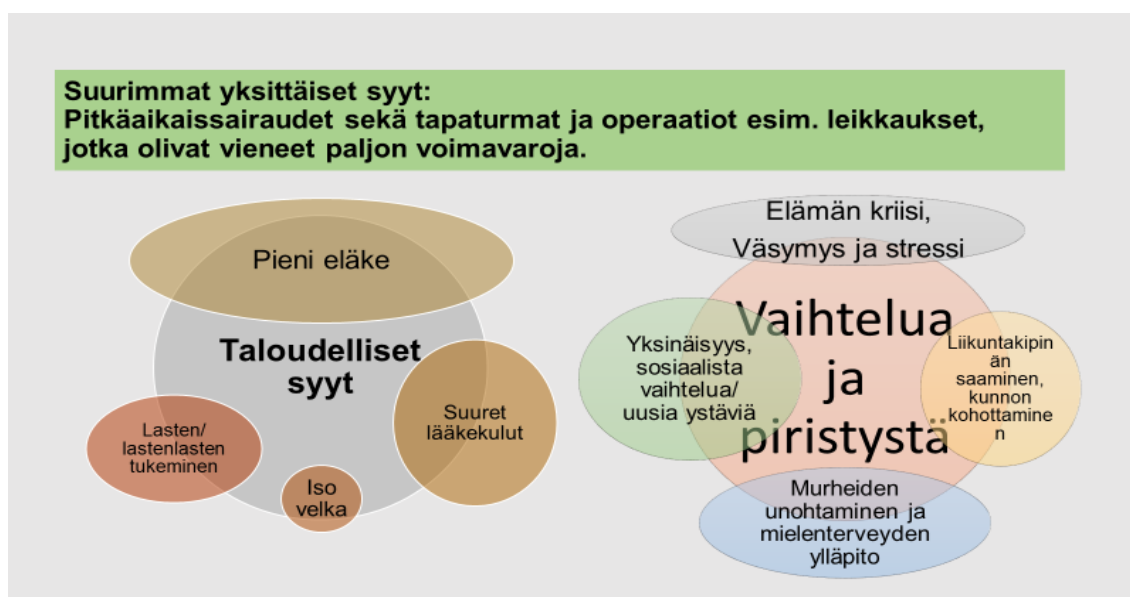 Suurimmat yksittäiset syyt:
Pitkäaikaissairaudet sekä tapaturmat ja operaatiot esim. leikkaukset,
jotka olivat vieneet paljon voimavaroja.
Pieni eläke
Taloudelliset
syyt
Lasten/
lastenlasten
tukeminen
Iso
velka
Suuret
lääkekulut
Elämän kriisi,
Väsymys ja stressi
Vaihtelua
ja
piristystä
Yksinäisyys,
sosiaalista
vaihtelua/
uusia ystäviä
Liikuntakipin
än
saaminen,
kunnon
kohottamine
n
Murheiden
unohtaminen ja
mielenterveyden
ylläpito